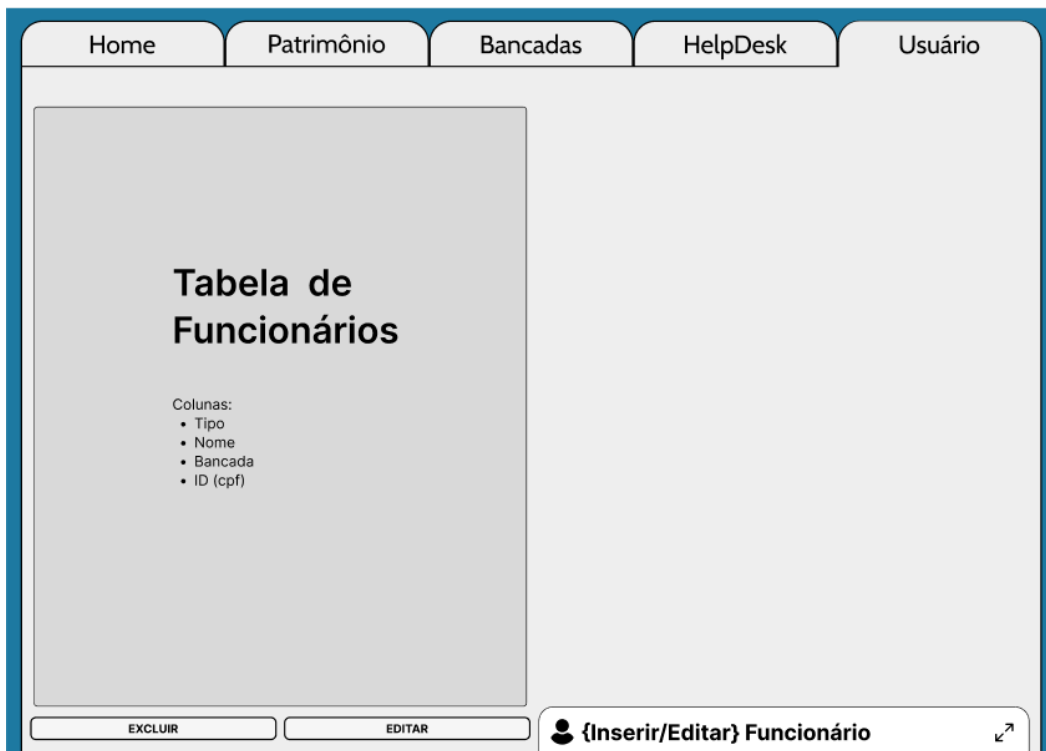 Home
Patrimônio
Bancadas
HelpDesk
Usuário
Tabela de
Funcionários
Colunas:
• Tipo
• Nome
• Bancada
• ID (cpf)
EXCLUIR
EDITAR
{Inserir/Editar} Funcionário